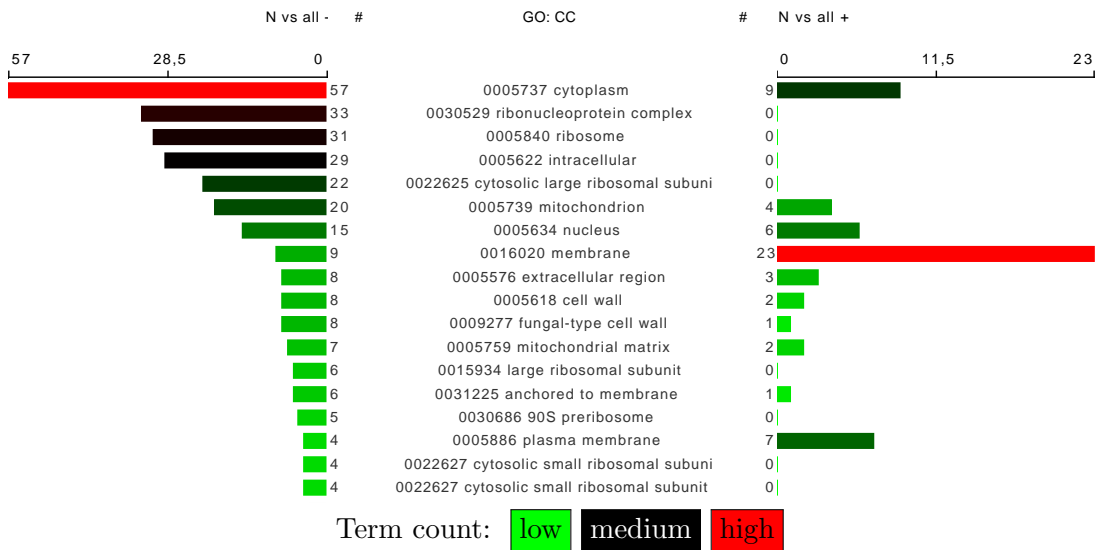 N vs all - # GO: CC # N vs all +
57 28,5 0 0 11,5 23
57 0005737 cytoplasm 9
33 0030529 ribonucleoprotein complex 0
31 0005840 ribosome 0
29 0005622 intracellular 0
22 0022625 cytosolic large ribosomal subuni 0
20 0005739 mitochondrion 4
15 0005634 nucleus 6
9 0016020 membrane 23
8 0005576 extracellular region 3
8 0005618 cell wall 2
8 0009277 fungal-type cell wall 1
7 0005759 mitochondrial matrix 2
6 0015934 large ribosomal subunit 0
6 0031225 anchored to membrane 1
5 0030686 90S preribosome 0
4 0005886 plasma membrane 7
4 0022627 cytosolic small ribosomal subuni 0
4 0022627 cytosolic small ribosomal subunit 0
Term count: low medium high